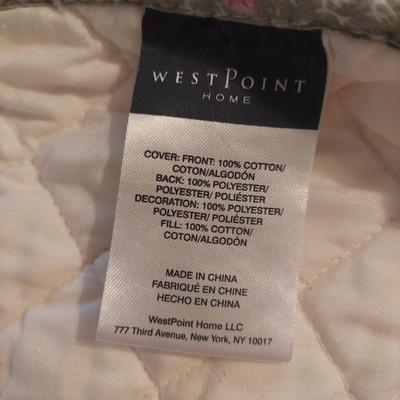 WESTPOINT
HOME
COVER: FRONT: 100% COTTON/
COTON/ALGODÓN
BACK: 100% POLYESTER/
POLYESTER/ POLIÉSTER
DECORATION: 100% POLYESTER/
POLYESTER/ POLIÉSTER
FILL: 100% COTTON/
COTON/ALGODÓN
MADE IN CHINA
FABRIQUÉ EN CHINE
HECHO EN CHINA
WestPoint Home LLC
777 Third Avenue, New York, NY 10017